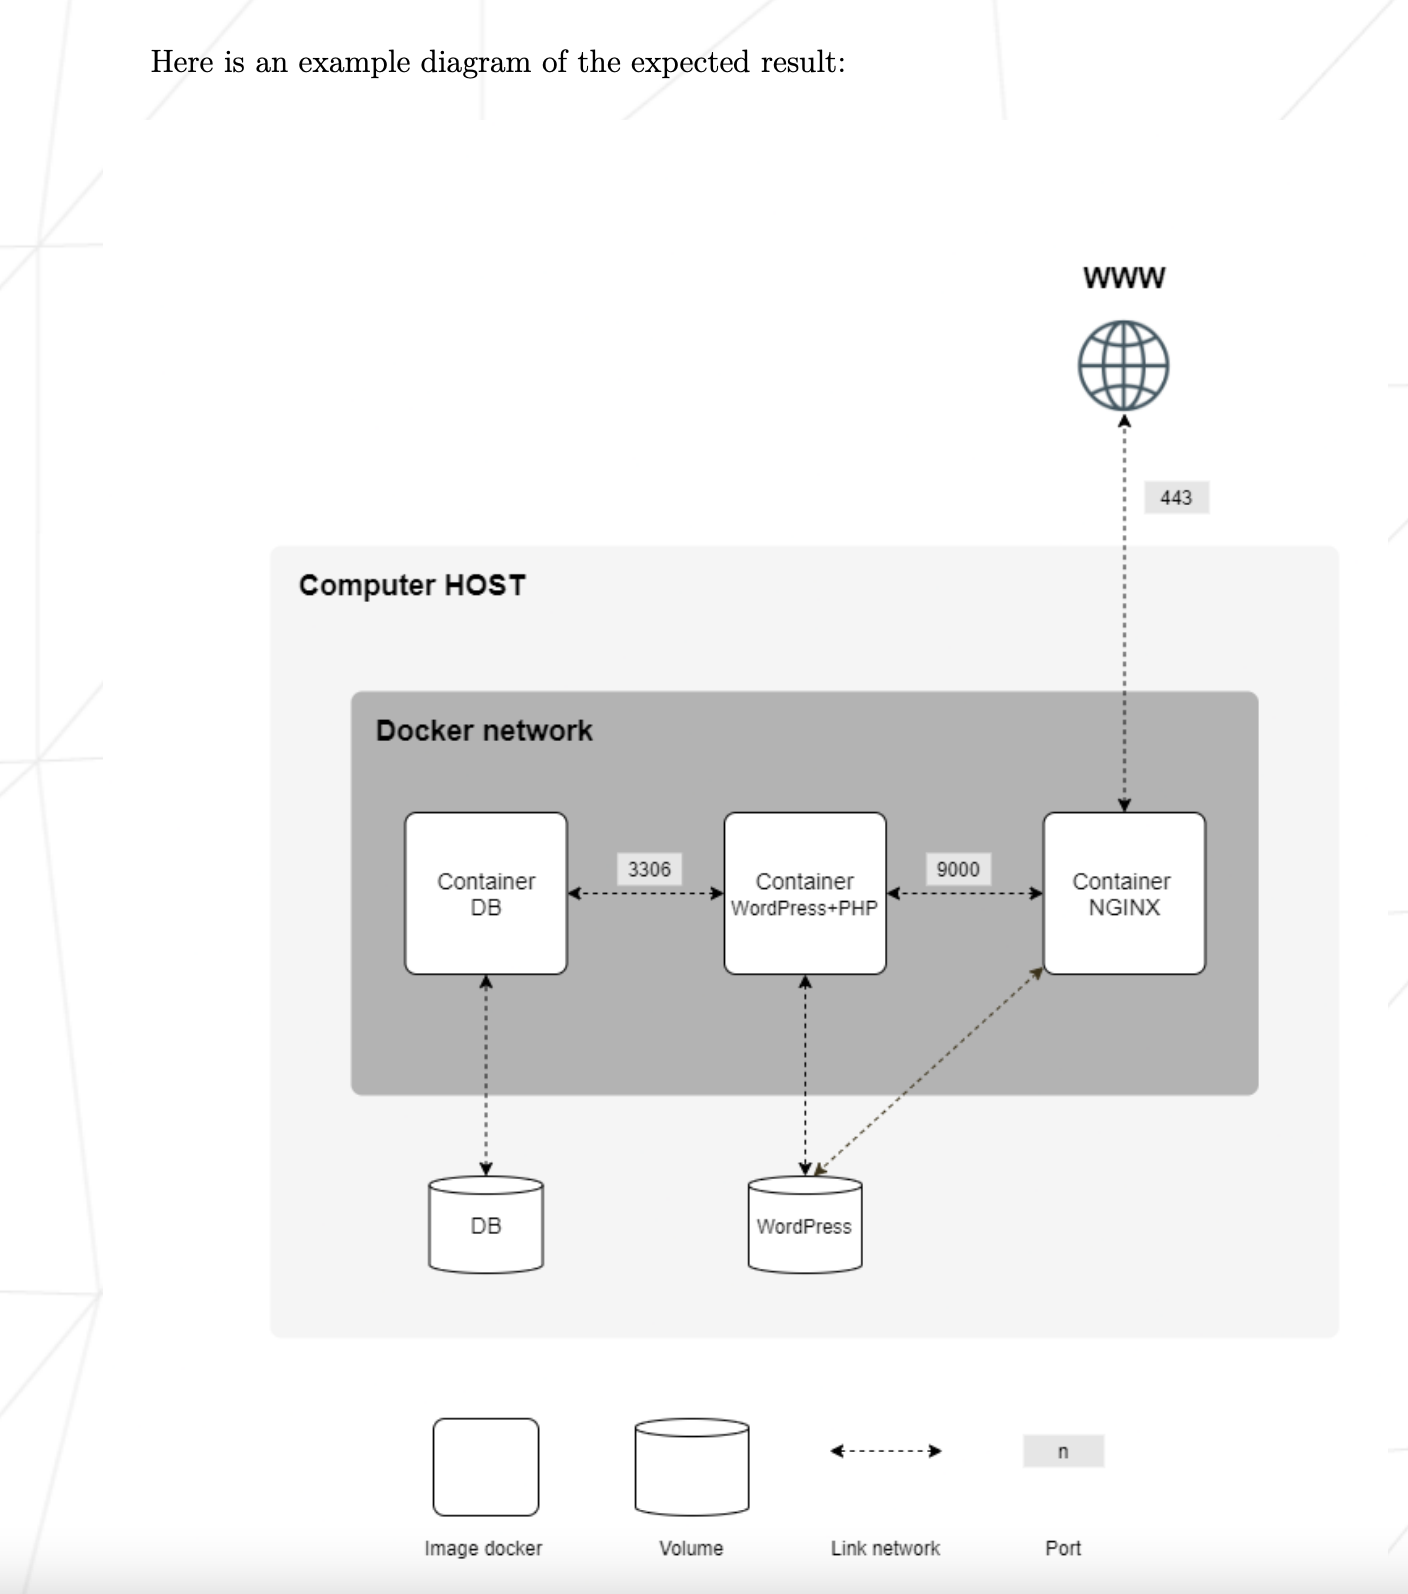 Here is an example diagram of the expected result:
WWW
443
Computer HOST
Docker network
Container
DB
3306
Container
WordPress+PHP
9000
Container
NGINX
DB
WordPress
n
Image docker
Volume
Link network
Port